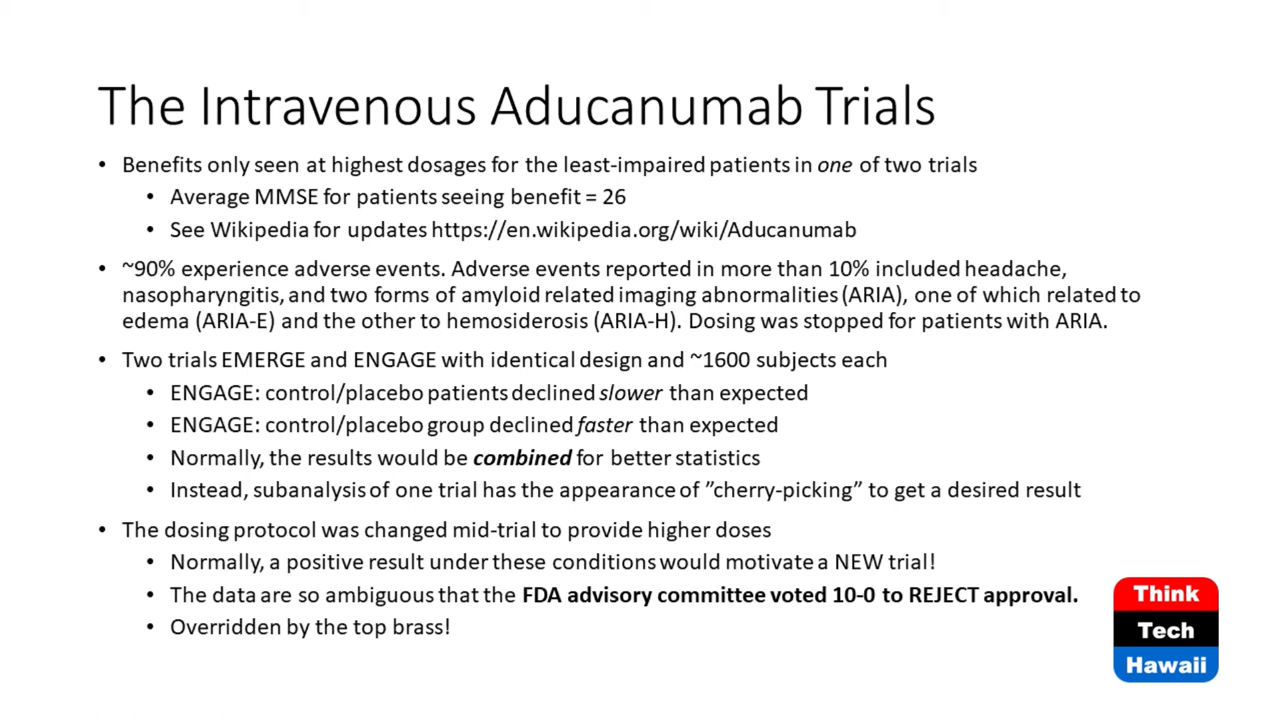 The Intravenous Aducanumab Trials
• Benefits only seen at highest dosages for the least-impaired patients in one of two trials
• Average MMSE for patients seeing benefit = 26
• See Wikipedia for updates https://en.wikipedia.org/wiki/Aducanumab
• ~90% experience adverse events. Adverse events reported in more than 10% included headache,
nasopharyngitis, and two forms of amyloid related imaging abnormalities (ARIA), one of which related to
edema (ARIA-E) and the other to hemosiderosis (ARIA-H). Dosing was stopped for patients with ARIA.
• Two trials EMERGE and ENGAGE with identical design and ~1600 subjects each
• ENGAGE: control/placebo patients declined slower than expected
• ENGAGE: control/placebo group declined faster than expected
• Normally, the results would be combined for better statistics
• Instead, subanalysis of one trial has the appearance of ”cherry-picking” to get a desired result
• The dosing protocol was changed mid-trial to provide higher doses
• Normally, a positive result under these conditions would motivate a NEW trial!
• The data are so ambiguous that the FDA advisory committee voted 10-0 to REJECT approval.
• Overridden by the top brass!
Think
Tech
Hawaii